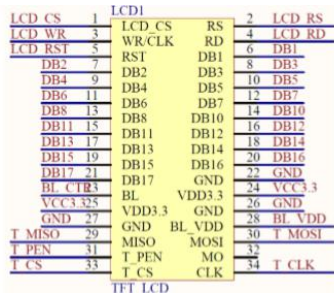 LCD1
LCD_CS 1 LCD_CS RS 2 LCD_RS
LCD_WR 3 WR/CLK RD 4 LCD_RD
LCD_RST 5 RST DB1 6 DB1
DB2 7 DB2 DB3 8 DB3
DB4 9 DB4 DB5 10 DB5
DB6 11 DB6 DB7 12 DB7
DB8 13 DB8 DB10 14 DB10
DB11 15 DB11 DB12 16 DB12
DB13 17 DB13 DB14 18 DB14
DB15 19 DB15 DB16 20 DB16
DB17 21 DB17 GND 22 GND
BL_CTR 23 BL VDD3.3 24 VCC3.3
VCC3.3 25 VDD3.3 GND 26 GND
GND 27 GND BL_VDD 28 BL_VDD
T_MISO 29 MISO MOSI 30 T_MOSI
T_PEN 31 T_PEN MO 32
T_CS 33 T_CS CLK 34 T_CLK
TFT_LCD